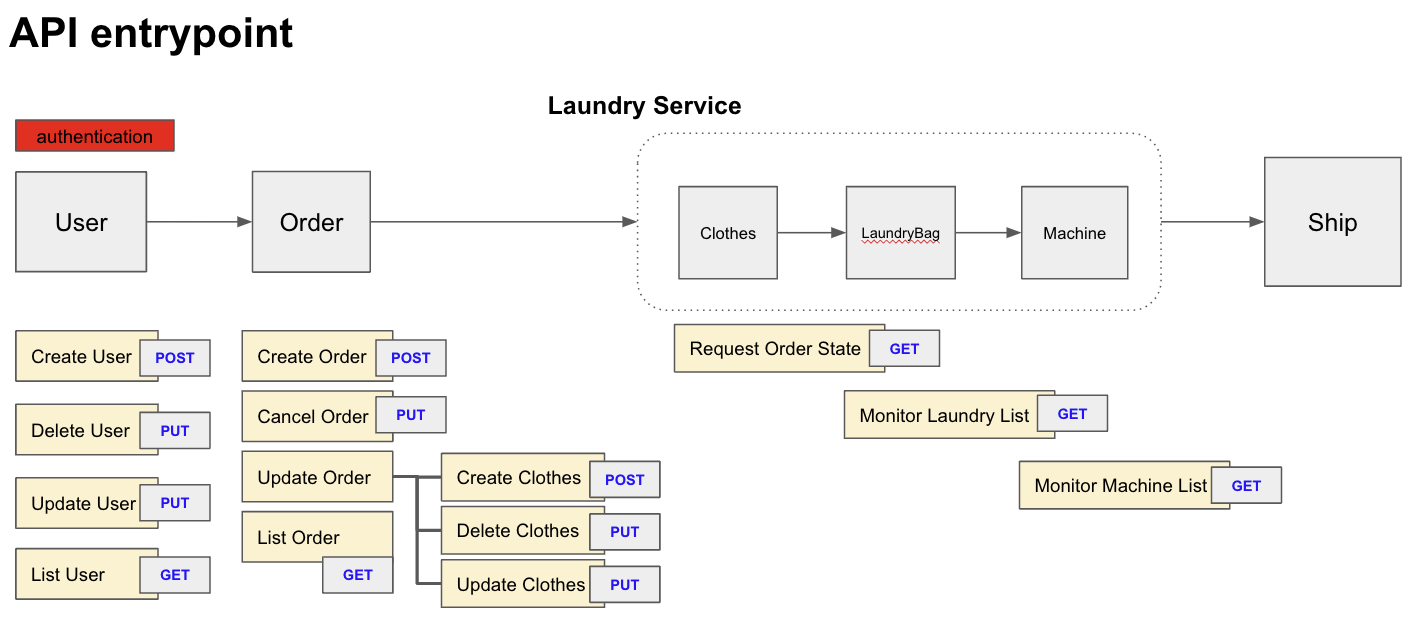 API entrypoint
Laundry Service
authentication
User
Order
Clothes
LaundryBag
Machine
Ship
Create User
POST
Delete User
PUT
Update User
PUT
List User
GET
Create Order
POST
Cancel Order
PUT
Update Order
List Order
GET
Create Clothes
POST
Delete Clothes
PUT
Update Clothes
PUT
Request Order State
GET
Monitor Laundry List
GET
Monitor Machine List
GET